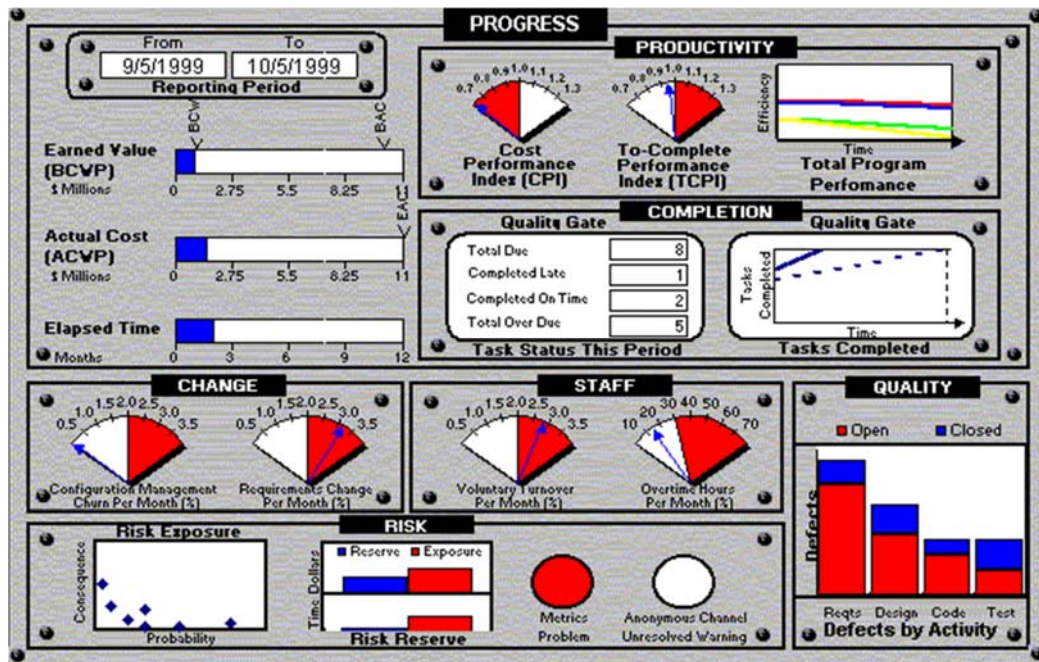 PROGRESS
From To
9/5/1999 10/5/1999
Reporting Period
BCW
BAC
Earned Value
(BCWP)
$ Millions
0 2.75 5.5 8.25 11
EAC
Actual Cost
(ACWP)
$ Millions
0 2.75 5.5 8.25 11
Elapsed Time
Months
0 3 6 9 12
PRODUCTIVITY
0.7 0.8 0.9 1.0 1.1 1.2 1.3
Cost
Performance
Index (CPI)
0.7 0.8 0.9 1.0 1.1 1.2 1.3
To-Complete
Performance
Index (TCPI)
Efficiency
Time
Total Program
Perfomance
COMPLETION
Quality Gate
Total Due 8
Completed Late 1
Completed On Time 2
Total Over Due 5
Task Status This Period
Quality Gate
Tasks
Completed
Time
Tasks Completed
CHANGE
0.5 1.0 1.5 2.0 2.5 3.0 3.5
Configuration Management
Churn Per Month (%)
0.5 1.0 1.5 2.0 2.5 3.0 3.5
Requirements Change
Per Month (%)
STAFF
0.5 1.0 1.5 2.0 2.5 3.0 3.5
Voluntary Turnover
Per Month (%)
10 20 30 40 50 60 70
Overtime Hours
Per Month (%)
QUALITY
Open Closed
Defects
Reqts Design Code Test
Defects by Activity
RISK
Risk Exposure
Consequence
Probability
Reserve Exposure
Time Dollars
Risk Reserve
Metrics
Problem
Anonymous Channel
Unresolved Warning